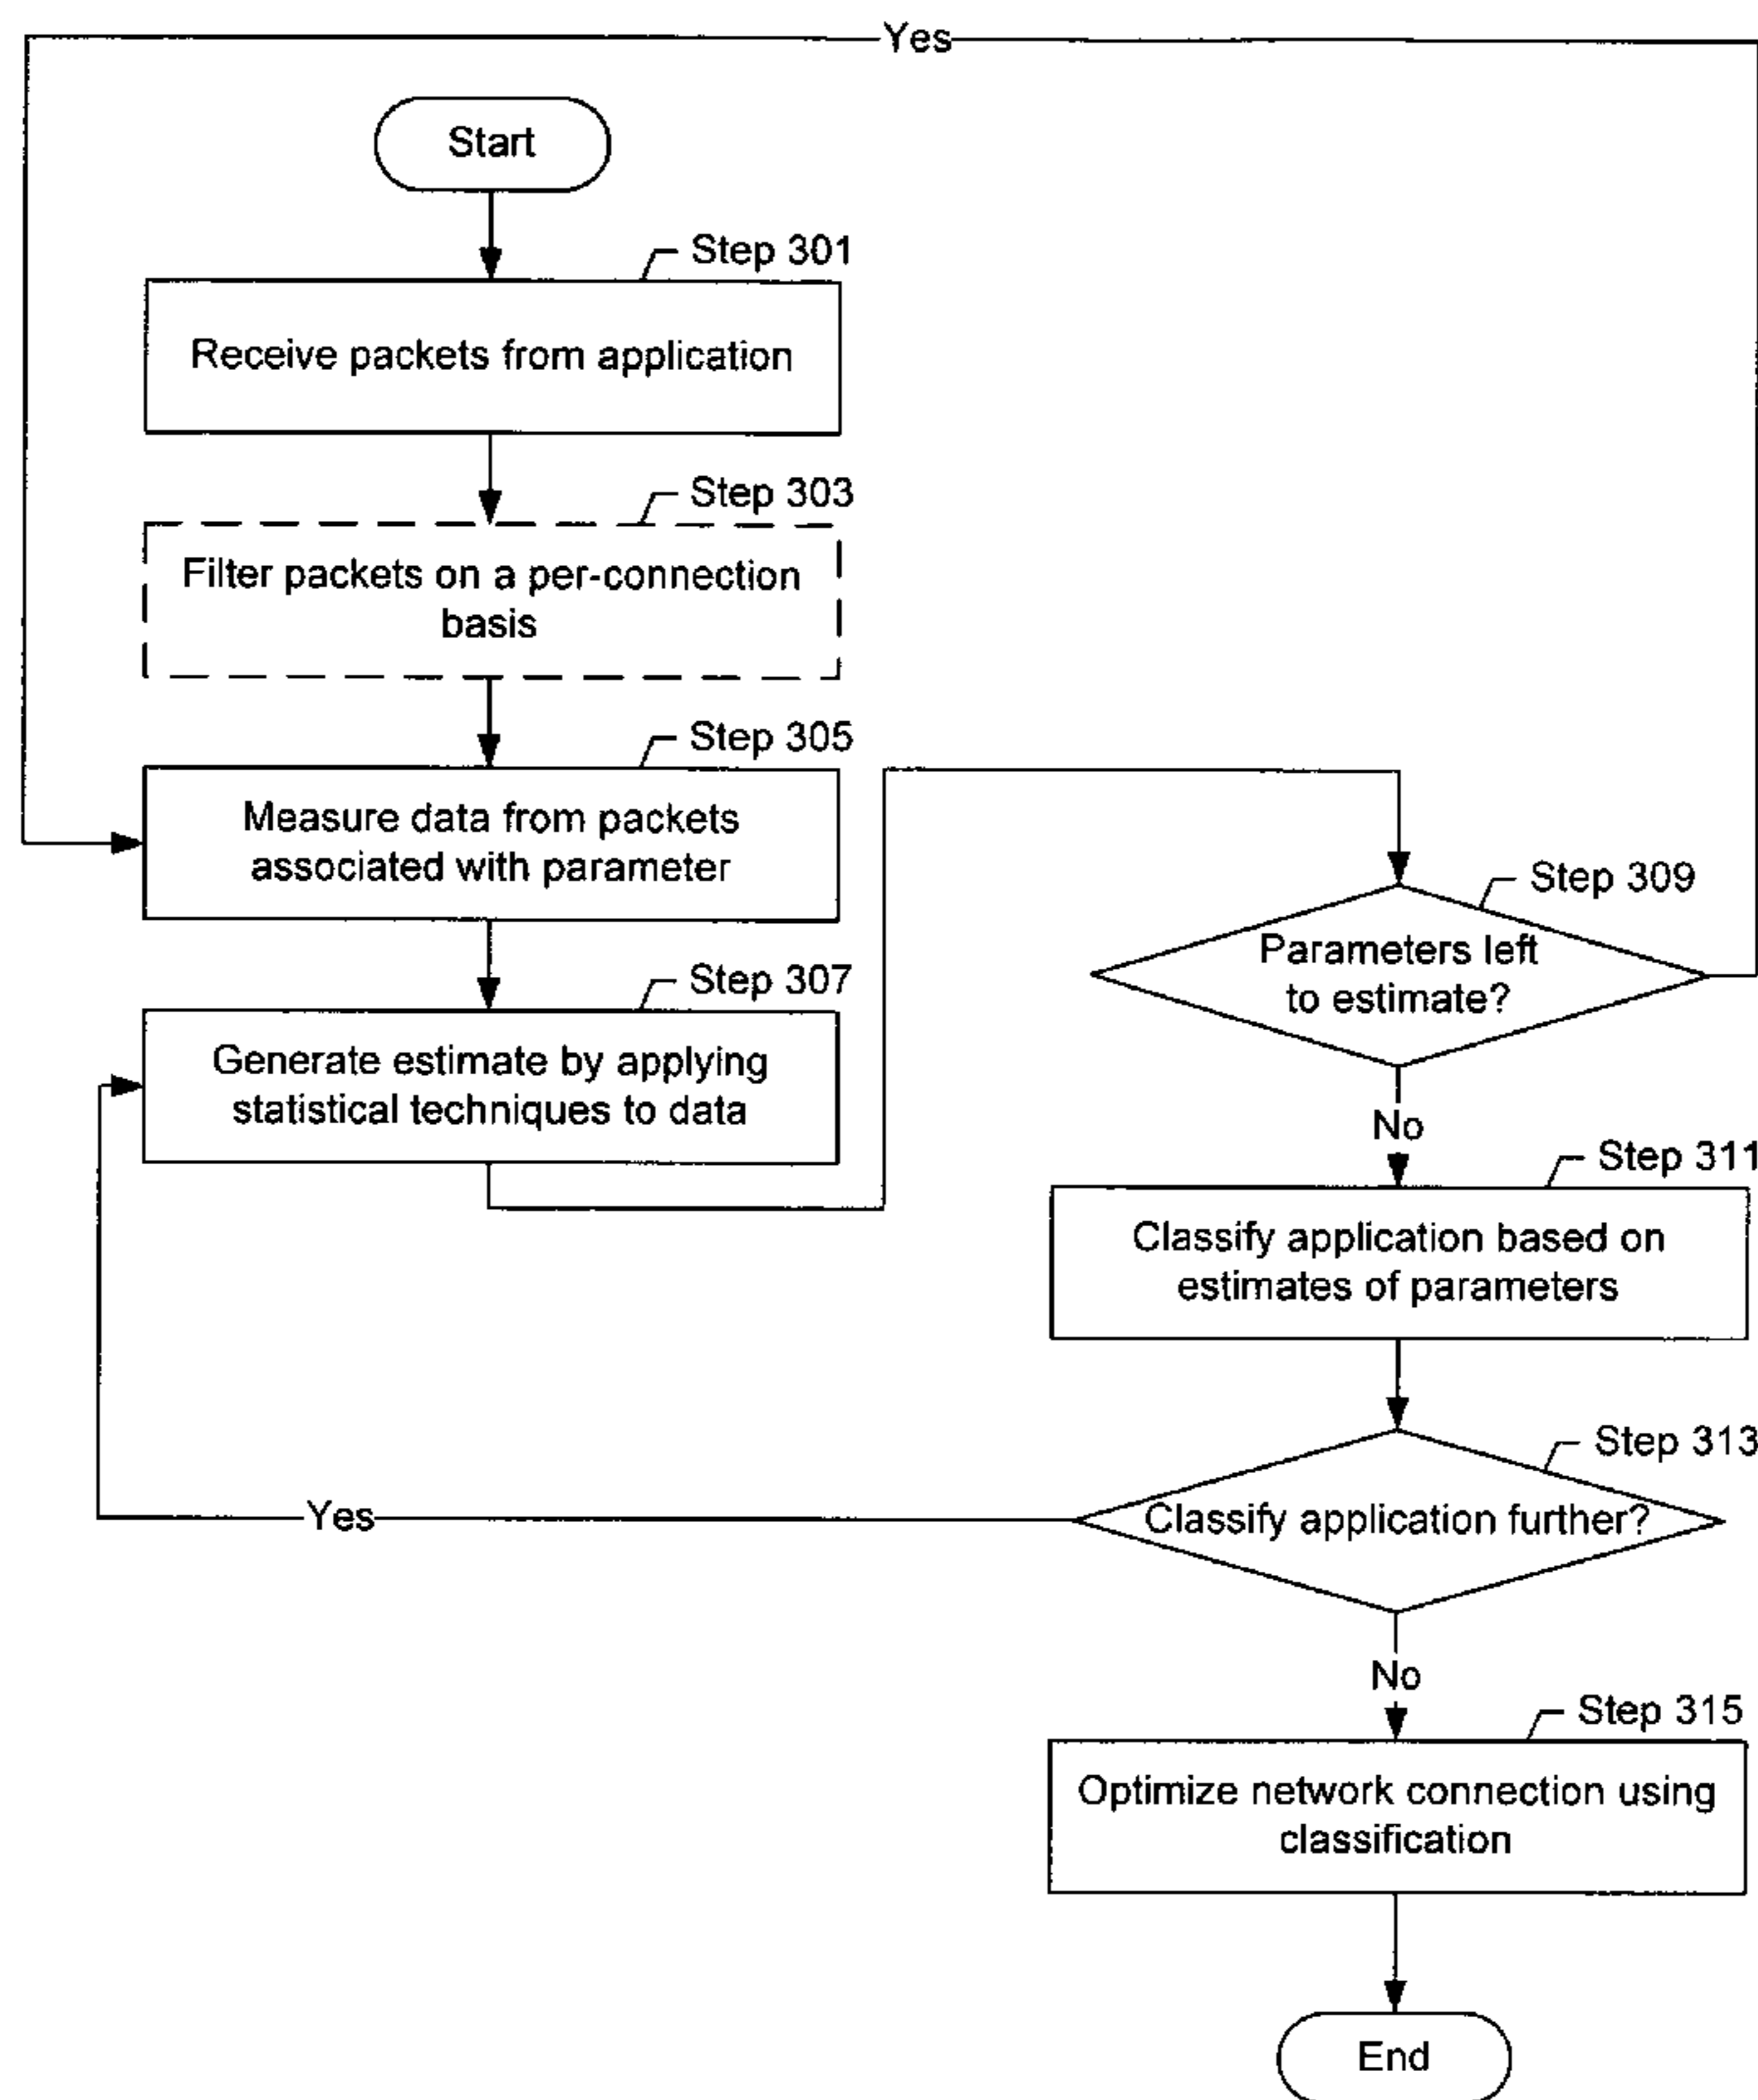 Yes
Start
Step 301
Receive packets from application
Step 303
Filter packets on a per-connection
basis
Step 305
Measure data from packets
associated with parameter
Step 307
Generate estimate by applying
statistical techniques to data
Step 309
Parameters left
to estimate?
No
Step 311
Classify application based on
estimates of parameters
Step 313
Classify application further?
Yes
No
Step 315
Optimize network connection using
classification
End